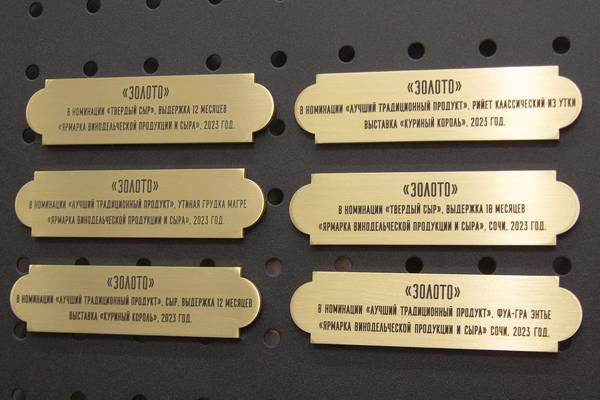 «ЗОЛОТО»
В НОМИНАЦИИ «ТВЕРДЫЙ СЫР», ВЫДЕРЖКА 12 МЕСЯЦЕВ
«ЯРМАРКА ВИНОДЕЛЬЧЕСКОЙ ПРОДУКЦИИ И СЫРА», 2023 ГОД.
«ЗОЛОТО»
В НОМИНАЦИИ «ЛУЧШИЙ ТРАДИЦИОННЫЙ ПРОДУКТ», РИЙЕТ КЛАССИЧЕСКИЙ ИЗ УТКИ
ВЫСТАВКА «КУРИНЫЙ КОРОЛЬ», 2023 ГОД.
«ЗОЛОТО»
В НОМИНАЦИИ «ЛУЧШИЙ ТРАДИЦИОННЫЙ ПРОДУКТ», УТИНАЯ ГРУДКА МАГРЕ
«ЯРМАРКА ВИНОДЕЛЬЧЕСКОЙ ПРОДУКЦИИ И СЫРА», 2023 ГОД.
«ЗОЛОТО»
В НОМИНАЦИИ «ТВЕРДЫЙ СЫР», ВЫДЕРЖКА 18 МЕСЯЦЕВ
«ЯРМАРКА ВИНОДЕЛЬЧЕСКОЙ ПРОДУКЦИИ И СЫРА», СОЧИ, 2023 ГОД.
«ЗОЛОТО»
В НОМИНАЦИИ «ЛУЧШИЙ ТРАДИЦИОННЫЙ ПРОДУКТ», СЫР, ВЫДЕРЖКА 12 МЕСЯЦЕВ
ВЫСТАВКА «КУРИНЫЙ КОРОЛЬ», 2023 ГОД.
«ЗОЛОТО»
В НОМИНАЦИИ «ЛУЧШИЙ ТРАДИЦИОННЫЙ ПРОДУКТ», ФУА-ГРА ЭНТЬЕ
«ЯРМАРКА ВИНОДЕЛЬЧЕСКОЙ ПРОДУКЦИИ И СЫРА» СОЧИ, 2023 ГОД.